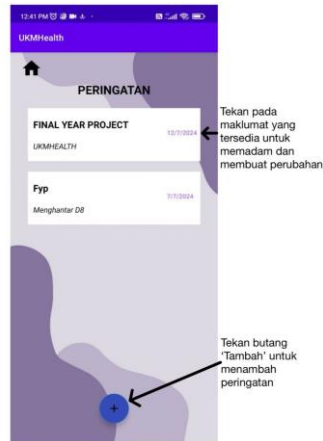 12:41 PM
UKMHealth
PERINGATAN
FINAL YEAR PROJECT
12/7/2024
UKMHEALTH
Fyp
7/7/2024
Menghantar D8
+
Tekan pada
maklumat yang
tersedia untuk
memadam dan
membuat perubahan
Tekan butang
‘Tambah’ untuk
menambah
peringatan